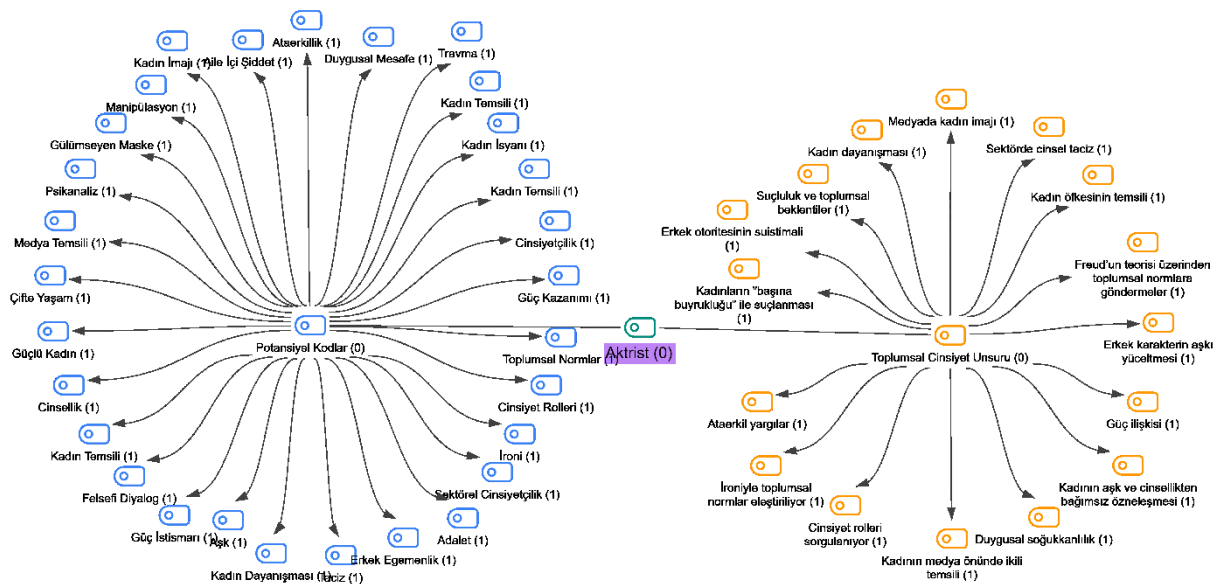 Ataerkillik (1)
Kadın İmajı (1)
Aile İçi Şiddet (1)
Duygusal Mesafe (1)
Travma (1)
Manipülasyon (1)
Kadın Temsili (1)
Gülümseyen Maske (1)
Kadın İsyanı (1)
Psikanaliz (1)
Kadın Temsili (1)
Medya Temsili (1)
Cinsiyetçilik (1)
Çifte Yaşam (1)
Güç Kazanımı (1)
Güçlü Kadın (1)
Potansiyel Kodlar (0)
Toplumsal Normlar (1)
Cinsellik (1)
Cinsiyet Rolleri (1)
Kadın Temsili (1)
İroni (1)
Felsefi Diyalog (1)
Sektörel Cinsiyetçilik (1)
Güç İstismarı (1)
Aşk (1)
Adalet (1)
Kadın Dayanışması (1)
Taciz (1)
Erkek Egemenlik (1)
Aktrist (0)
Medyada kadın imajı (1)
Kadın dayanışması (1)
Sektörde cinsel taciz (1)
Suçluluk ve toplumsal
beklentiler (1)
Kadın öfkesinin temsili (1)
Erkek otoritesinin suistimali
(1)
Freud'un teorisi üzerinden
toplumsal normlara
göndermeler (1)
Kadınların "başına
buyrukluğu" ile suçlanması
(1)
Erkek karakterin aşkı
yüceltmesi (1)
Toplumsal Cinsiyet Unsuru (0)
Ataerkil yargılar (1)
Güç ilişkisi (1)
İroniyle toplumsal
normlar eleştiriliyor (1)
Kadının aşk ve cinsellikten
bağımsız özneleşmesi (1)
Cinsiyet rolleri
sorgulanıyor (1)
Duygusal soğukkanlılık (1)
Kadının medya önünde ikili
temsili (1)